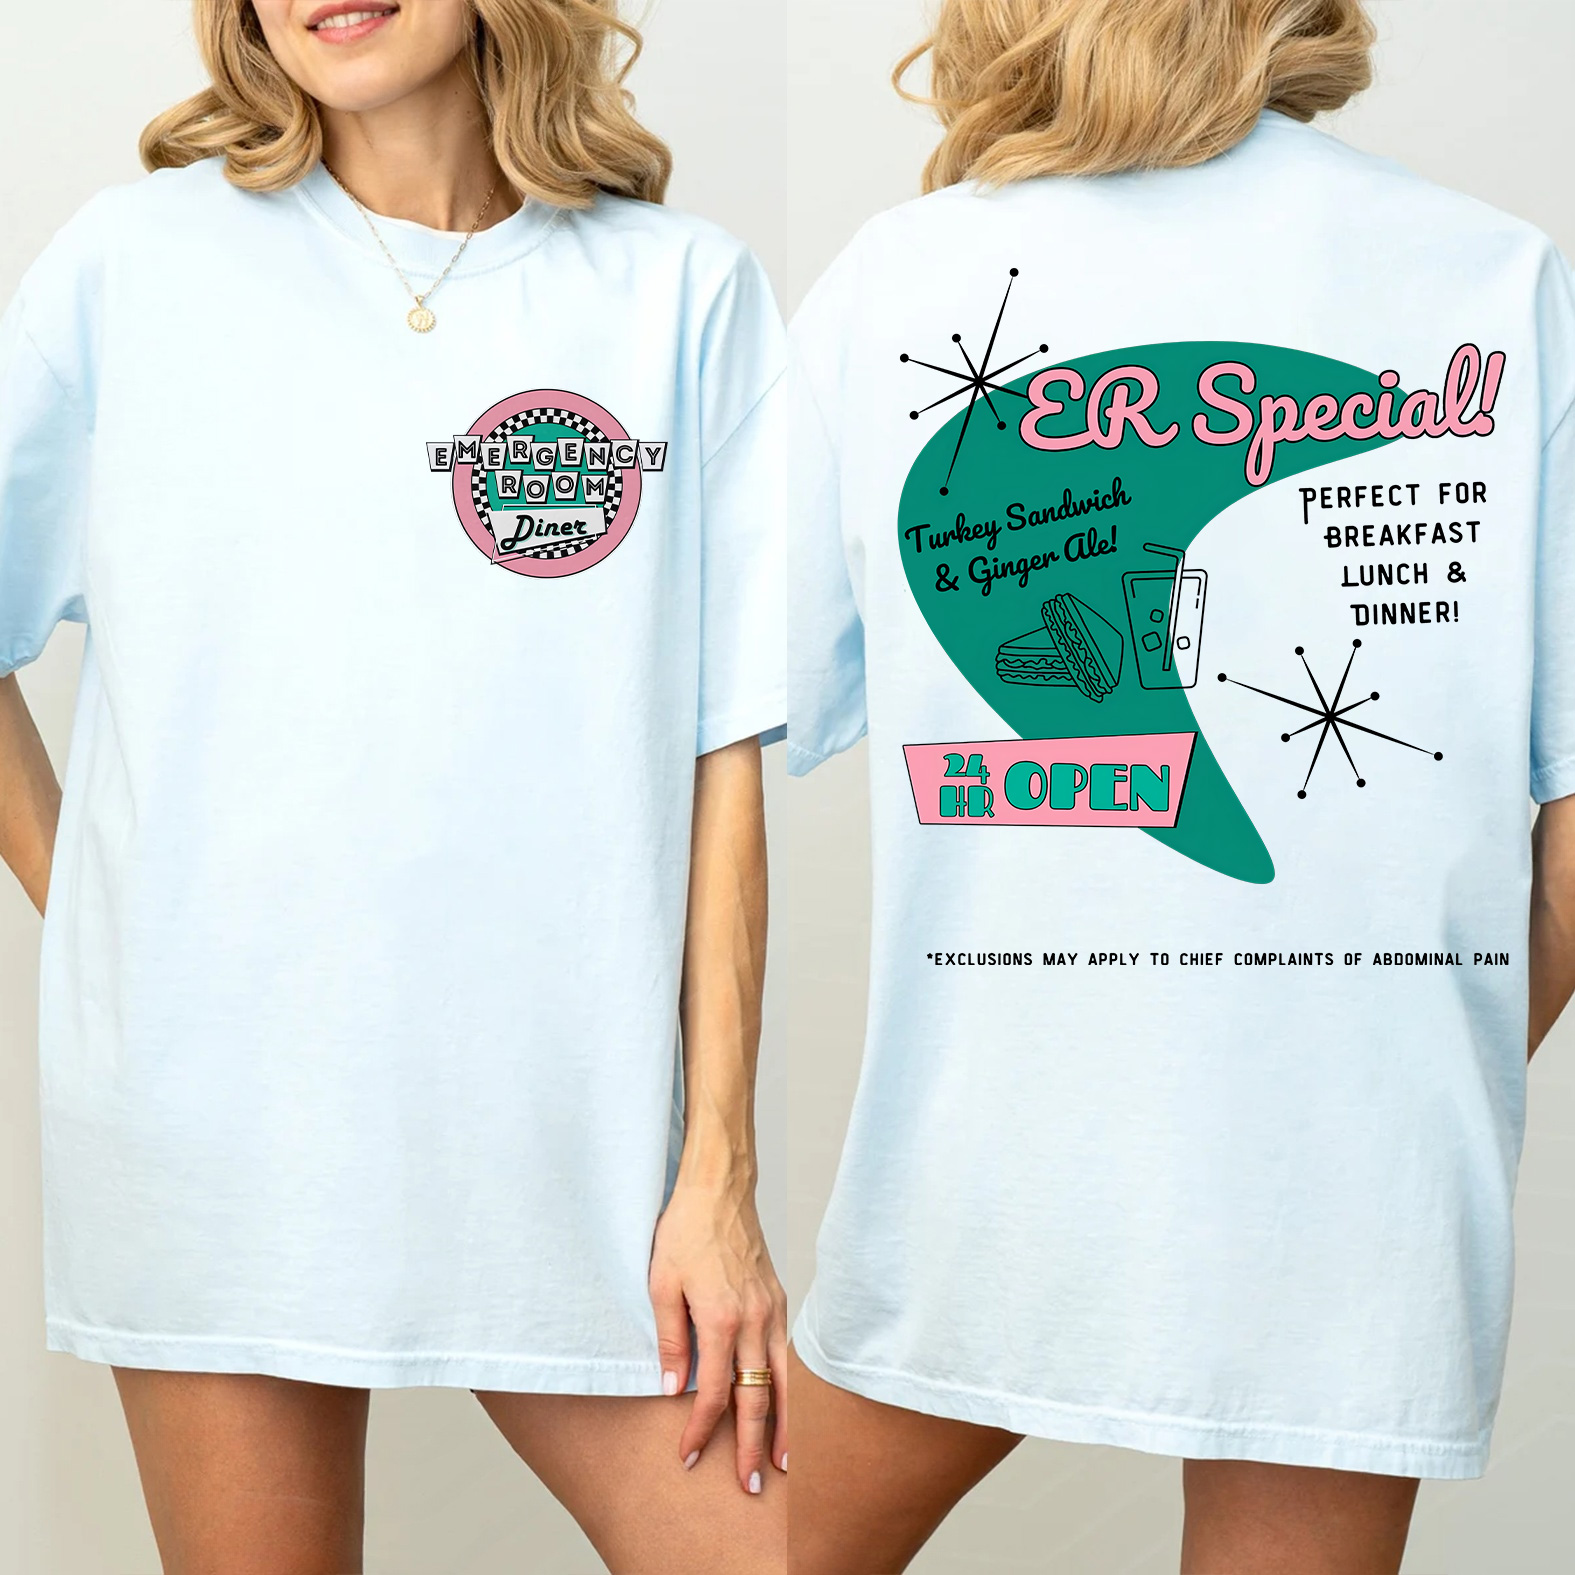 EMERGENCY
ROOM
Diner
ER Special!
Turkey Sandwich
& Ginger Ale!
PERFECT FOR
BREAKFAST
LUNCH &
DINNER!
24
HR
OPEN
*EXCLUSIONS MAY APPLY TO CHIEF COMPLAINTS OF ABDOMINAL PAIN